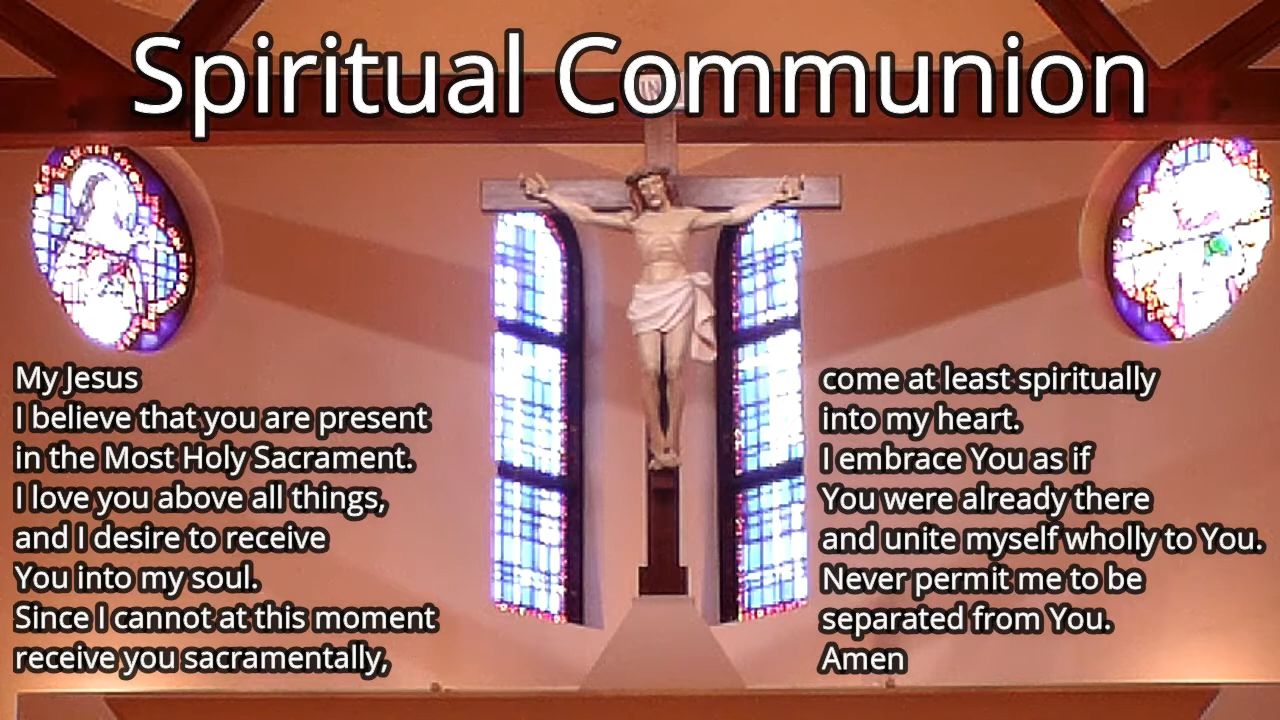 Spiritual Communion
My Jesus
I believe that you are present
in the Most Holy Sacrament.
I love you above all things,
and I desire to receive
You into my soul.
Since I cannot at this moment
receive you sacramentally,
come at least spiritually
into my heart.
I embrace You as if
You were already there
and unite myself wholly to You.
Never permit me to be
separated from You.
Amen